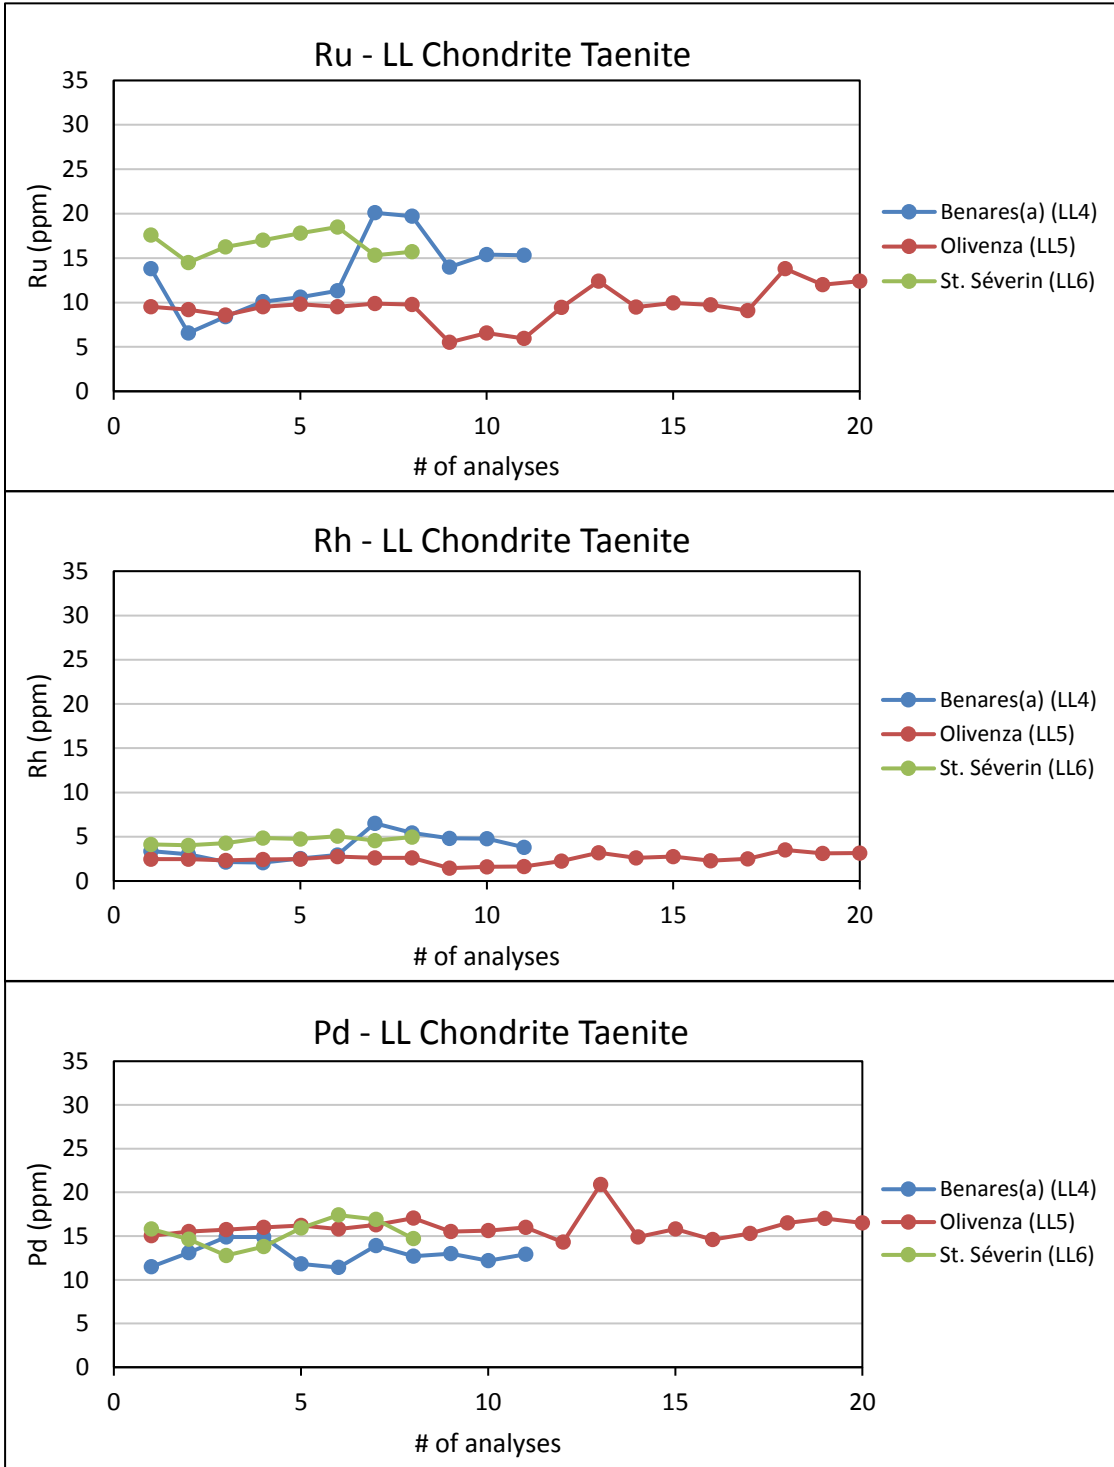 Ru - LL Chondrite Taenite
35
30
25
20
15
10
5
0
Ru (ppm)
0 5 10 15 20
# of analyses
Benares(a) (LL4)
Olivenza (LL5)
St. Séverin (LL6)
Rh - LL Chondrite Taenite
35
30
25
20
15
10
5
0
Rh (ppm)
0 5 10 15 20
# of analyses
Benares(a) (LL4)
Olivenza (LL5)
St. Séverin (LL6)
Pd - LL Chondrite Taenite
35
30
25
20
15
10
5
0
Pd (ppm)
0 5 10 15 20
# of analyses
Benares(a) (LL4)
Olivenza (LL5)
St. Séverin (LL6)